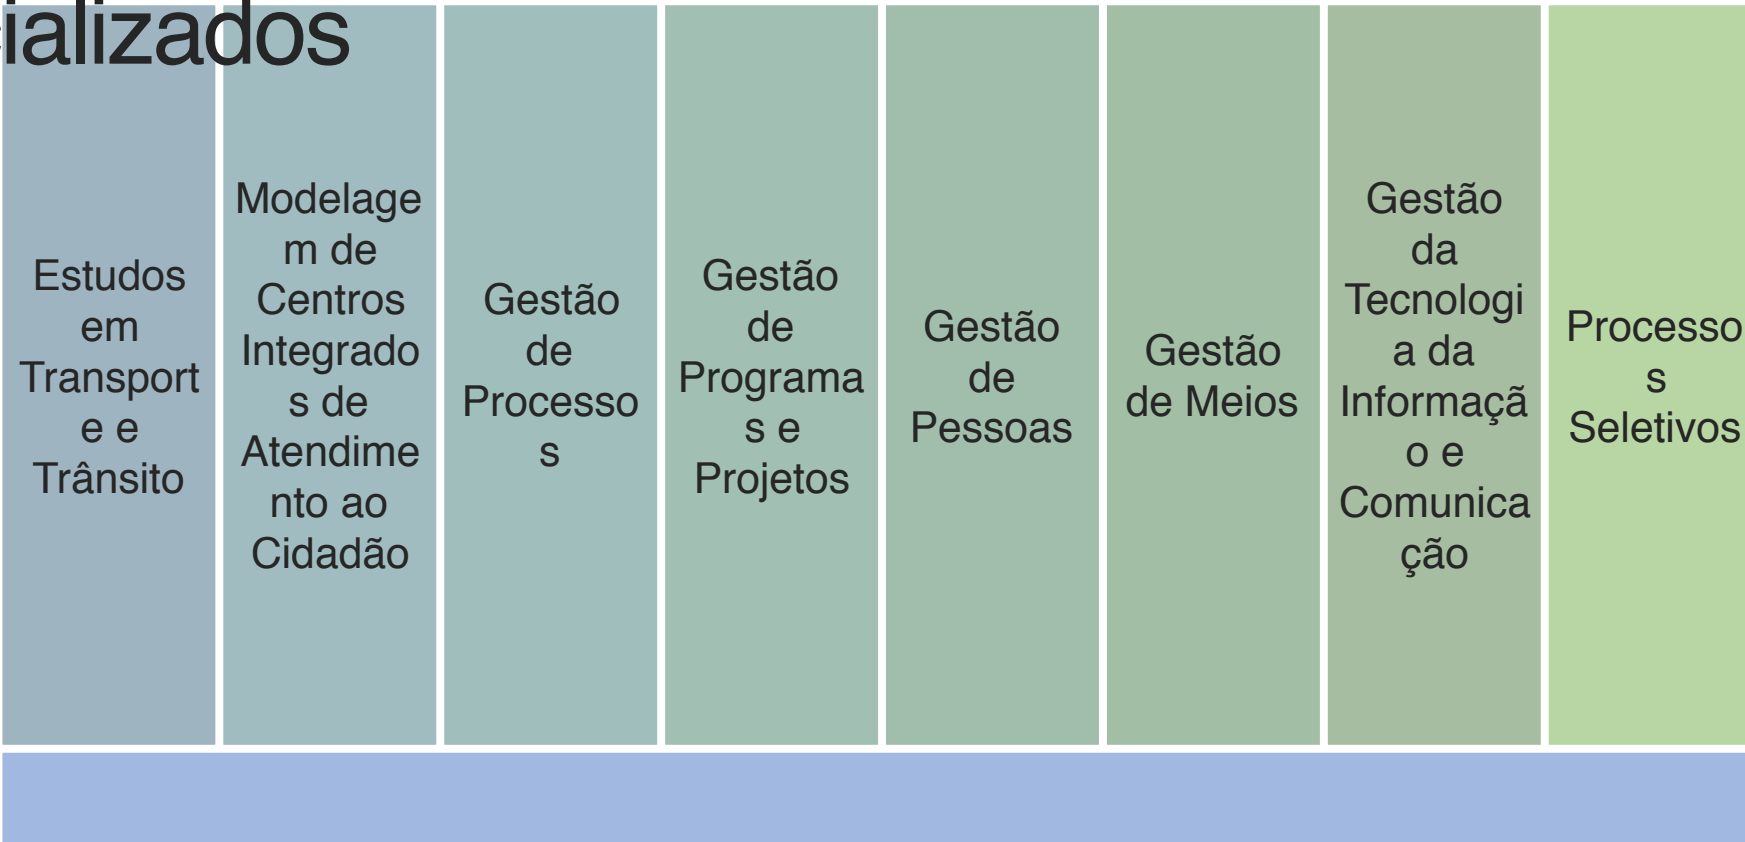 ializados
Estudos
em
Transport
e e
Trânsito
Modelage
m de
Centros
Integrado
s de
Atendime
nto ao
Cidadão
Gestão
de
Processo
s
Gestão
de
Programa
s e
Projetos
Gestão
de
Pessoas
Gestão
de Meios
Gestão
da
Tecnologi
a da
Informaçã
o e
Comunica
ção
Processo
s
Seletivos